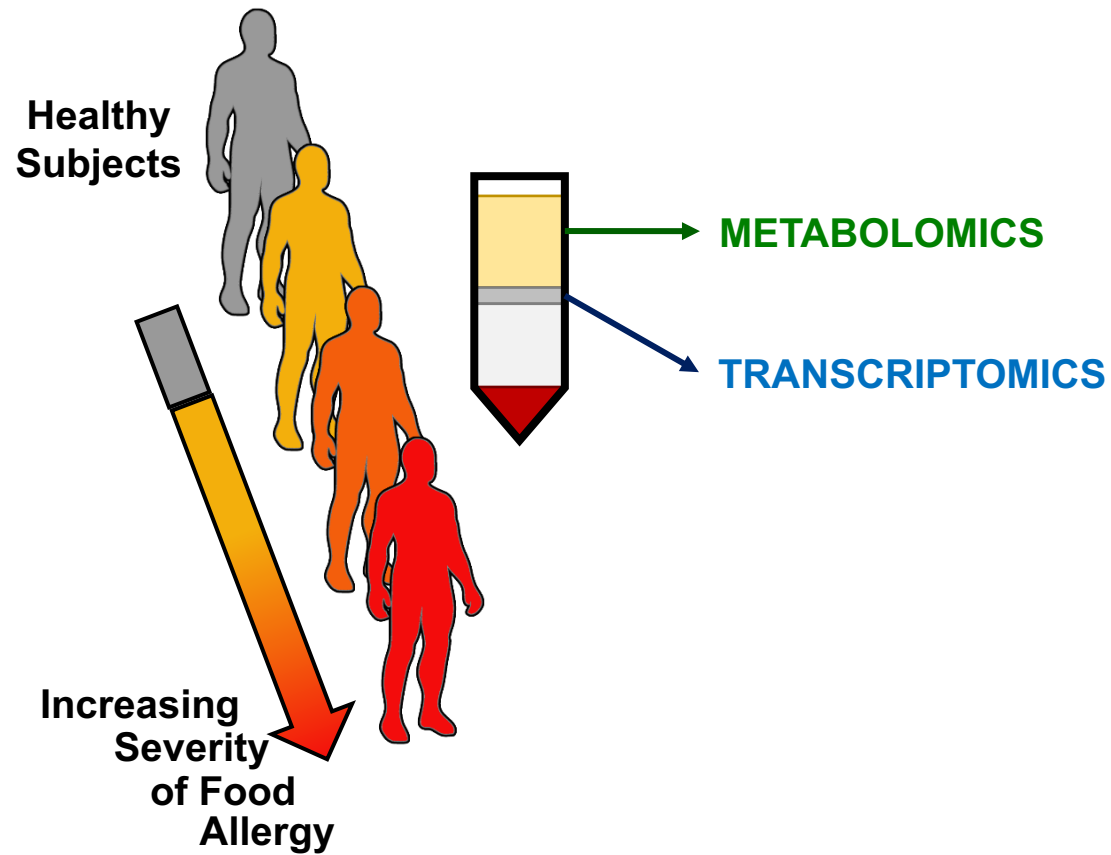 Healthy
Subjects
METABOLOMICS
TRANSCRIPTOMICS
Increasing
Severity
of Food
Allergy